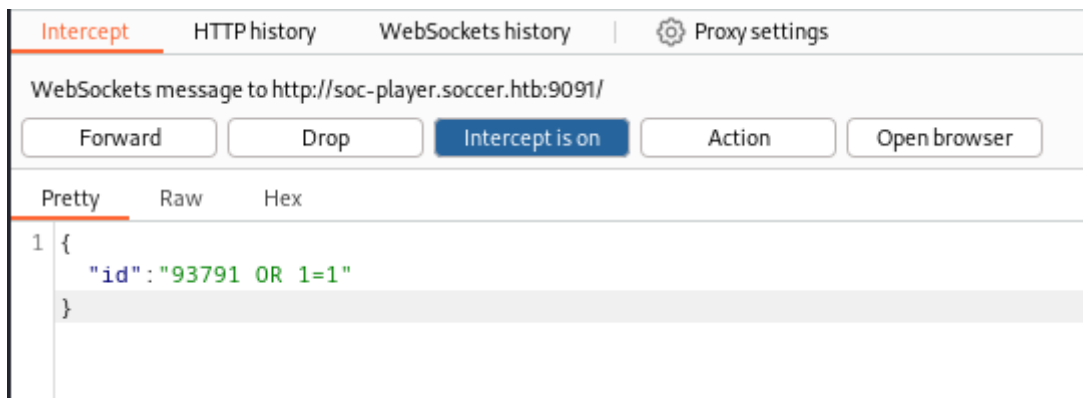 Intercept HTTP history WebSockets history Proxy settings
WebSockets message to http://soc-player.soccer.htb:9091/
Forward Drop Intercept is on Action Open browser
Pretty Raw Hex
1 {
"id":"93791 OR 1=1"
}